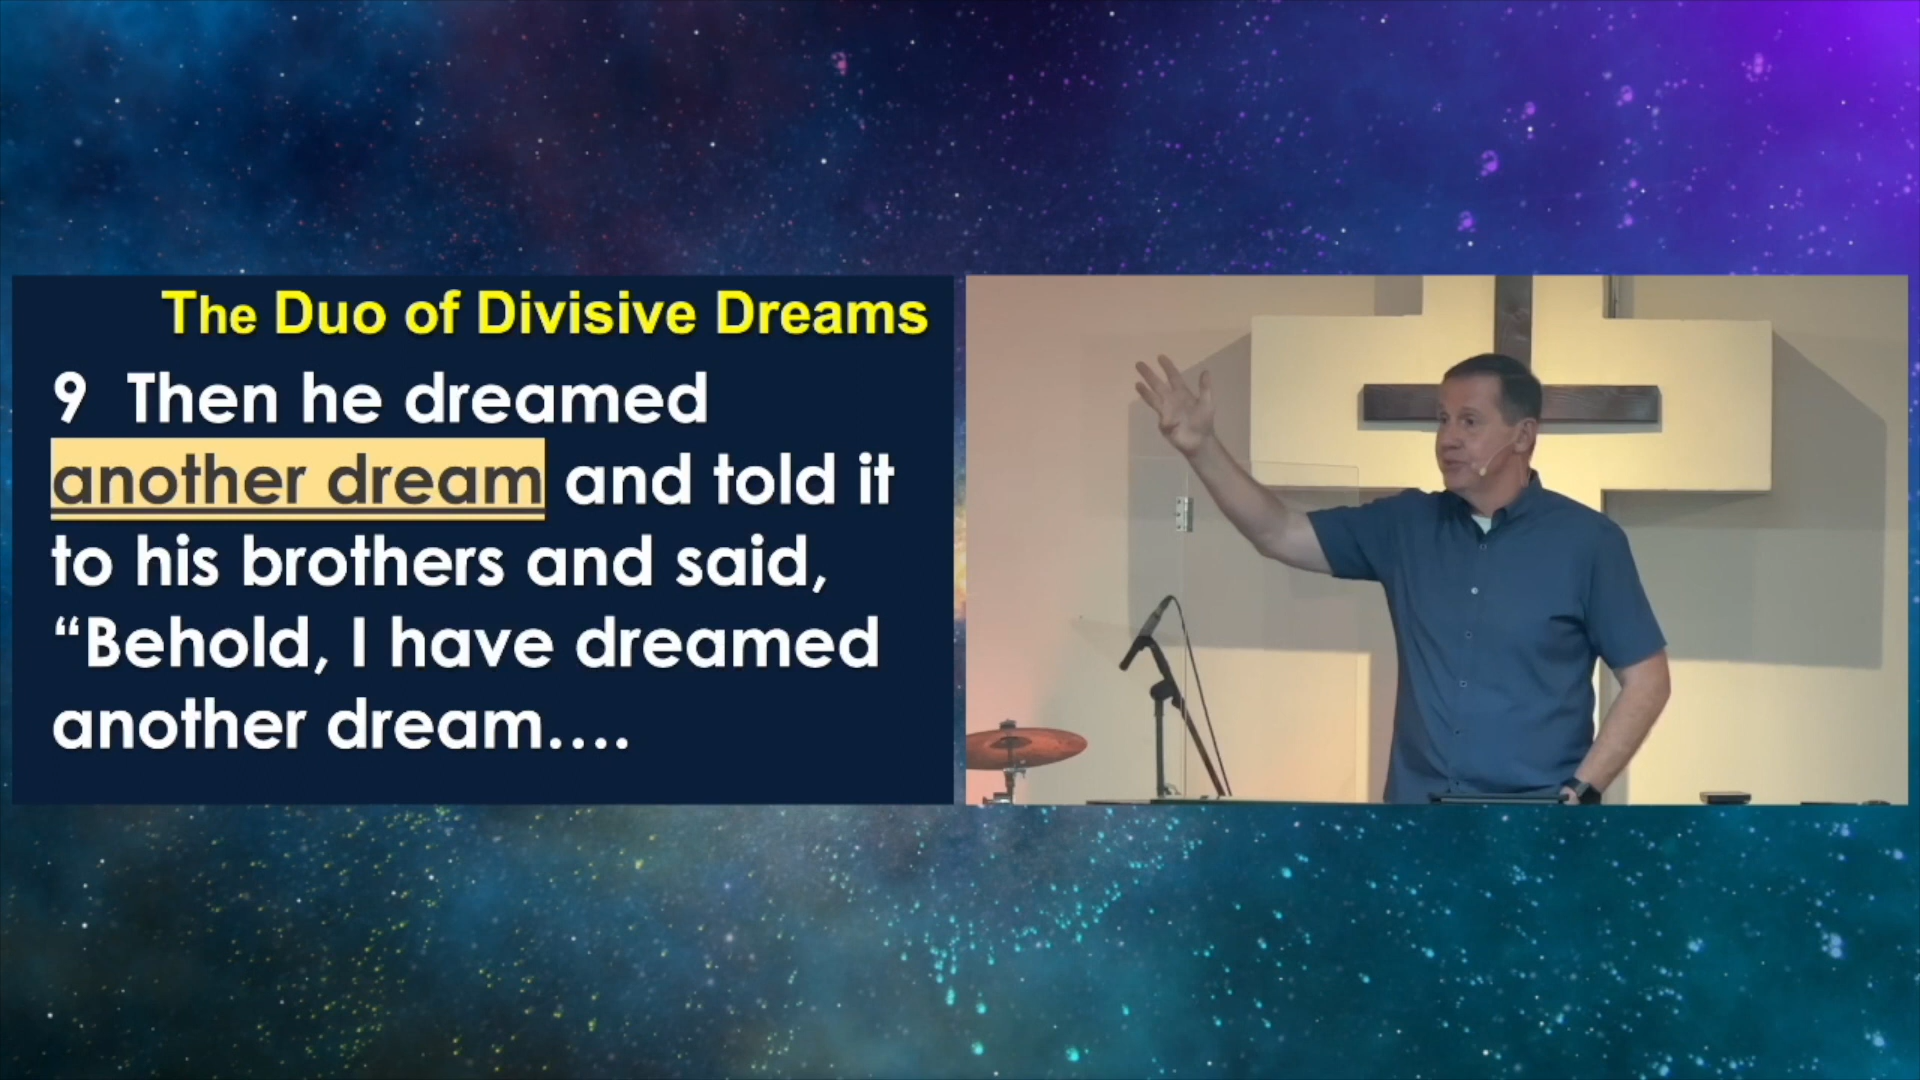 The Duo of Divisive Dreams
9 Then he dreamed
another dream and told it
to his brothers and said,
“Behold, I have dreamed
another dream….